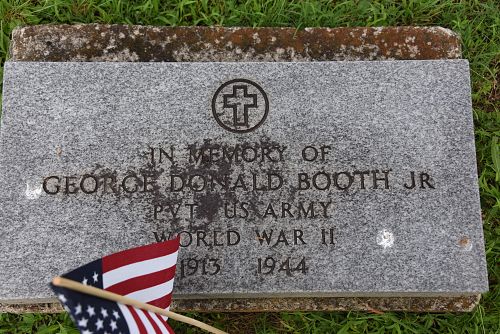 IN MEMORY OF
GEORGE DONALD BOOTH JR
PVT US ARMY
WORLD WAR II
1913 1944